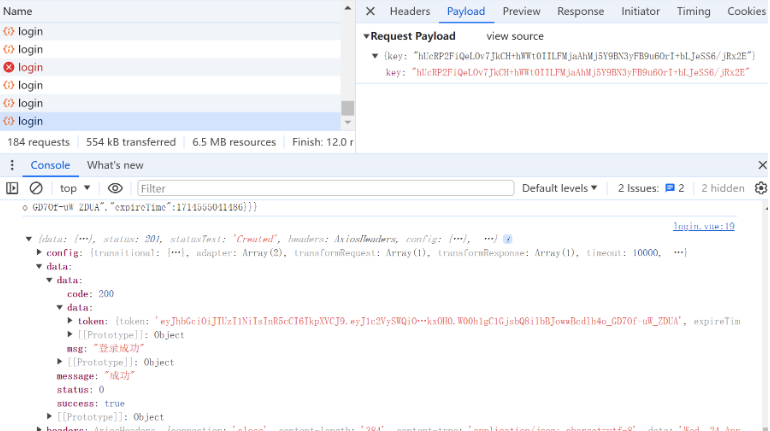 Name
login
login
login
login
login
login
184 requests 554 kB transferred 6.5 MB resources Finish: 12.0
Headers Payload Preview Response Initiator Timing Cookies
▼Request Payload view source
▼{key: "hUcRP2FiQeLOv7JkCH+hWWtOIILFMjaAhMj5Y9BN3yFB9u6OrI+bLJeSS6/jRx2E"}
key: "hUcRP2FiQeLOv7JkCH+hWWtOIILFMjaAhMj5Y9BN3yFB9u6OrI+bLJeSS6/jRx2E"
Console What's new
top ▼ Filter Default levels ▼ 2 Issues: 2 2 hidden
GD7Of-uW_ZDUA","expireTime":1714555041486}}}
login.vue:19
▼{data: {…}, status: 201, statusText: 'Created', headers: AxiosHeaders, config: {…}, …} i
▶config: {transitional: {…}, adapter: Array(2), transformRequest: Array(1), transformResponse: Array(1), timeout: 10000, …}
▼data:
▼data:
code: 200
▼data:
▶token: {token: 'eyJhbGciOiJIUzI1NiIsInR5cCI6IkpXVCJ9.eyJ1c2VySWQiO…kxOH0.WO0h1gC1GjsbQ8ilbBJowwBcdlb4o_GD7Of-uW_ZDUA', expireTim
▶[[Prototype]]: Object
msg: "登录成功"
▶[[Prototype]]: Object
message: "成功"
status: 0
success: true
▶[[Prototype]]: Object
▶headers: AxiosHeaders {connection: 'close', content-length: '384', content-type: 'application/json; charset=utf-8', date: 'Wed, 24 Apr